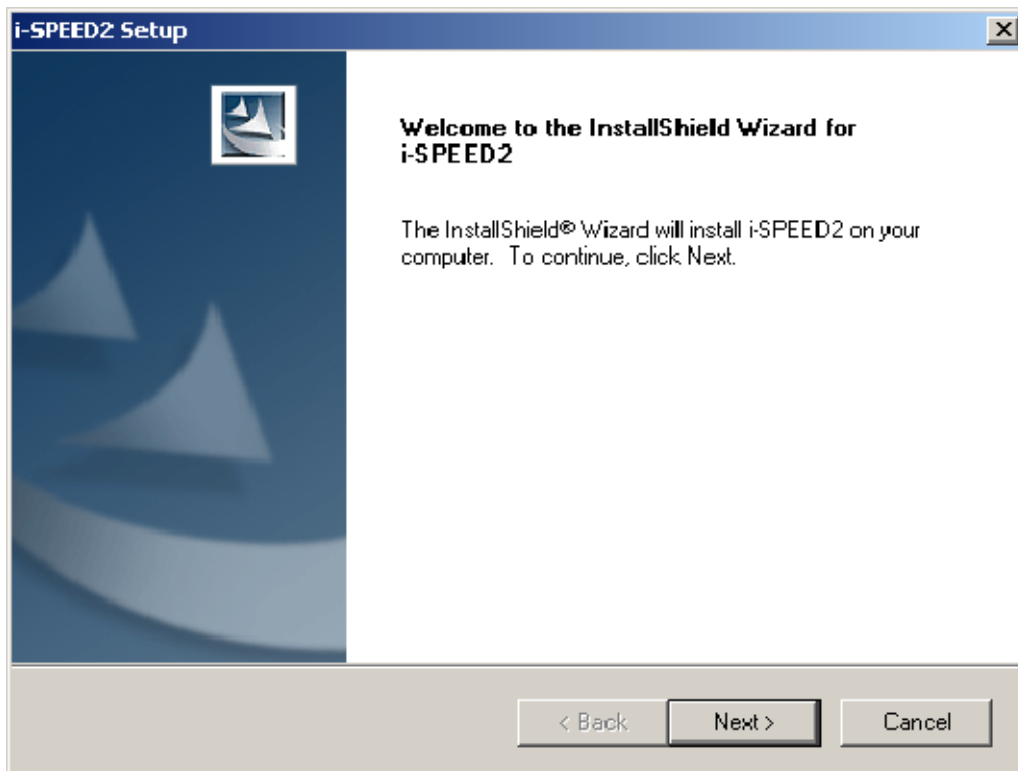 i-SPEED2 Setup
Welcome to the InstallShield Wizard for
i-SPEED2
The InstallShield® Wizard will install i-SPEED2 on your
computer. To continue, click Next.
< Back
Next >
Cancel